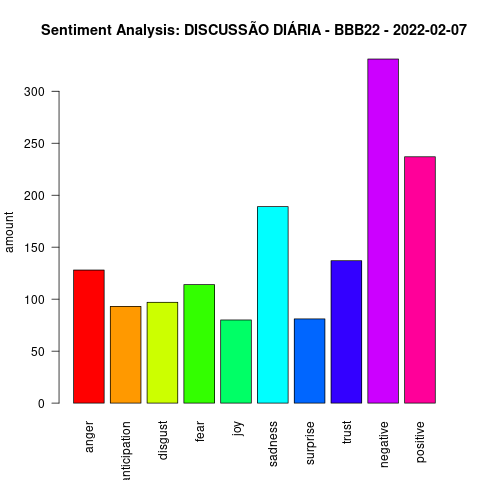 Sentiment Analysis: DISCUSSÃO DIÁRIA - BBB22 - 2022-02-07
amount
300
250
200
150
100
50
0
anger
nticipation
disgust
fear
joy
sadness
surprise
trust
negative
positive